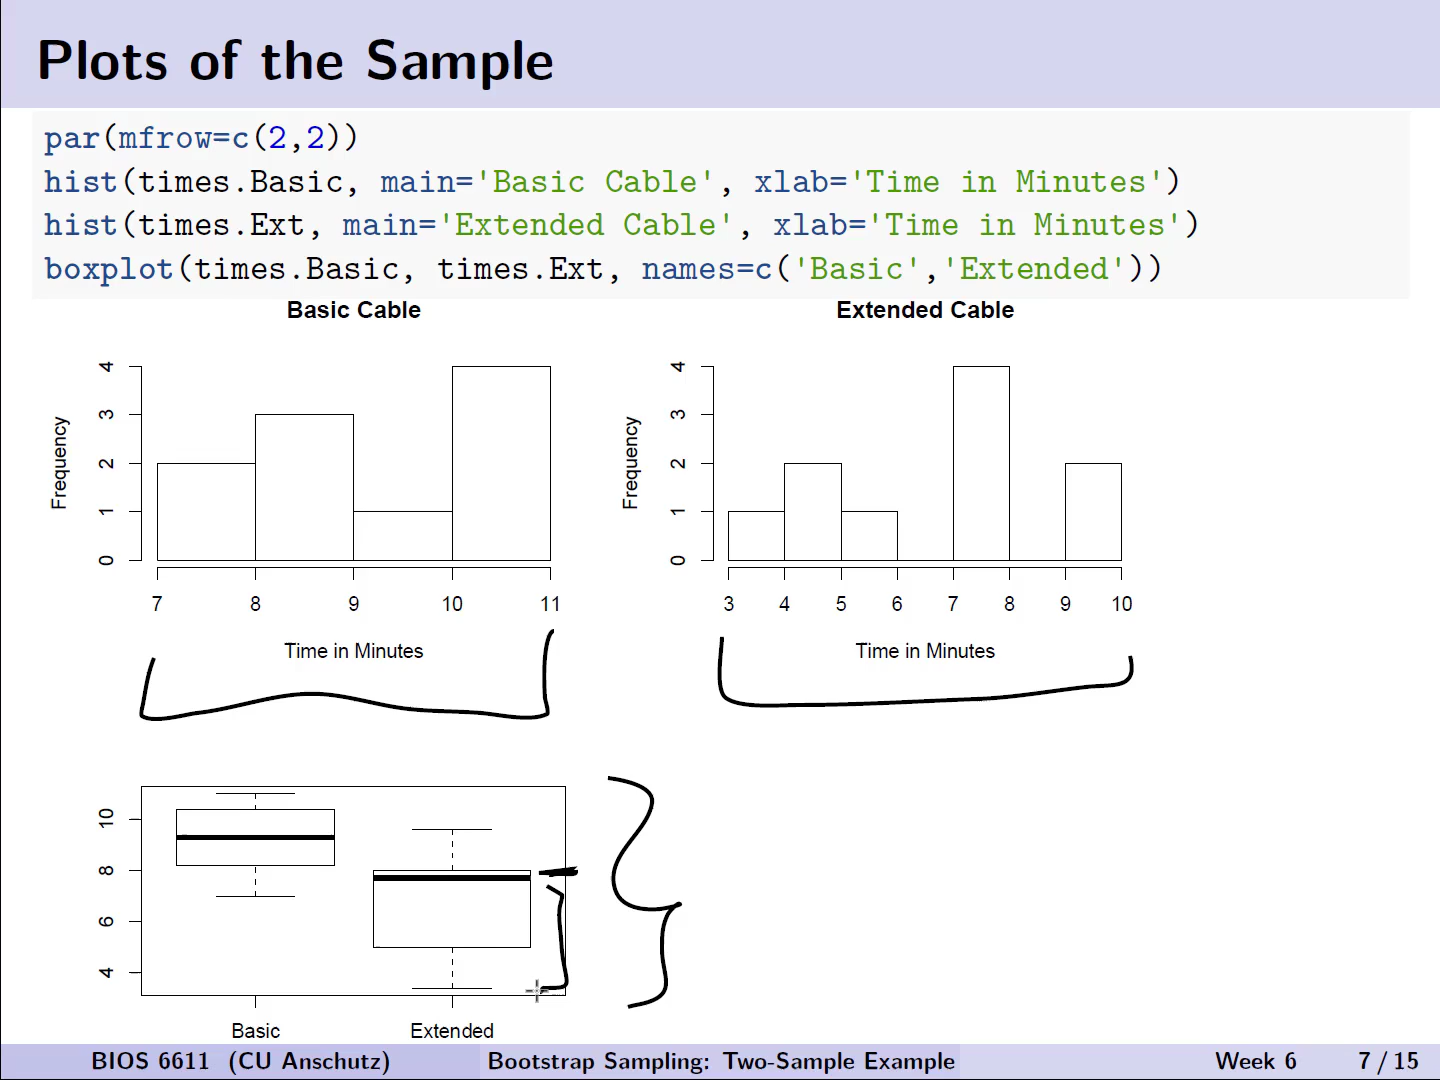 Plots of the Sample
par(mfrow=c(2,2))
hist(times.Basic, main='Basic Cable', xlab='Time in Minutes')
hist(times.Ext, main='Extended Cable', xlab='Time in Minutes')
boxplot(times.Basic, times.Ext, names=c('Basic','Extended'))
Basic Cable
Frequency
4
3
2
1
0
7 8 9 10 11
Time in Minutes
Extended Cable
Frequency
4
3
2
1
0
3 4 5 6 7 8 9 10
Time in Minutes
10
8
6
4
Basic Extended
BIOS 6611 (CU Anschutz) Bootstrap Sampling: Two-Sample Example Week 6 7 / 15